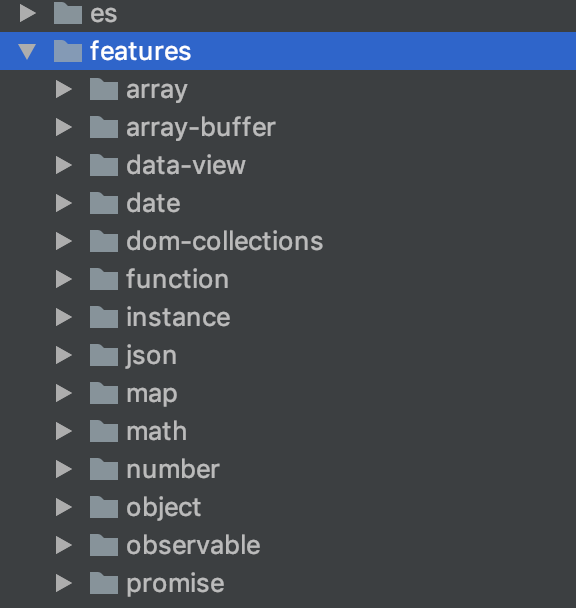 es
features
array
array-buffer
data-view
date
dom-collections
function
instance
json
map
math
number
object
observable
promise